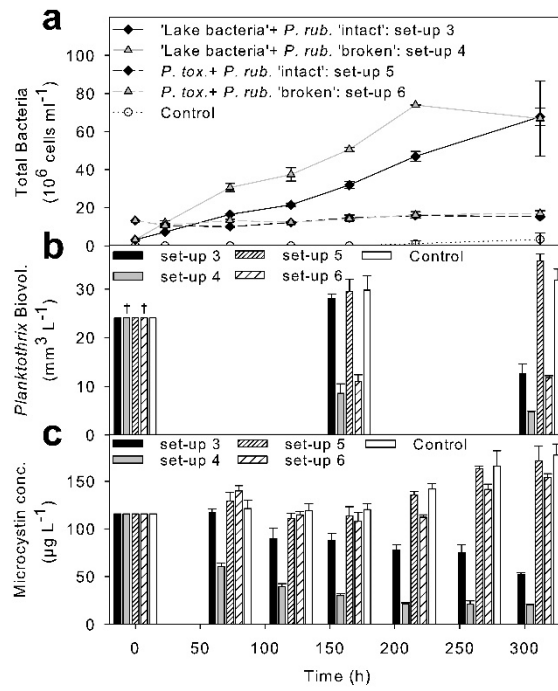 a
'Lake bacteria'+ P. rub. 'intact': set-up 3
'Lake bacteria'+ P. rub. 'broken': set-up 4
P. tox.+ P. rub. 'intact': set-up 5
P. tox.+ P. rub. 'broken': set-up 6
Control
Total Bacteria
(10⁶ cells ml⁻¹)
100
80
60
40
20
0
b
set-up 3
set-up 5
Control
set-up 4
set-up 6
† †
Planktothrix Biovol.
(mm³ L⁻¹)
30
20
10
0
c
set-up 3
set-up 5
Control
set-up 4
set-up 6
Microcystin conc.
(µg L⁻¹)
150
100
50
0
0 50 100 150 200 250 300
Time (h)